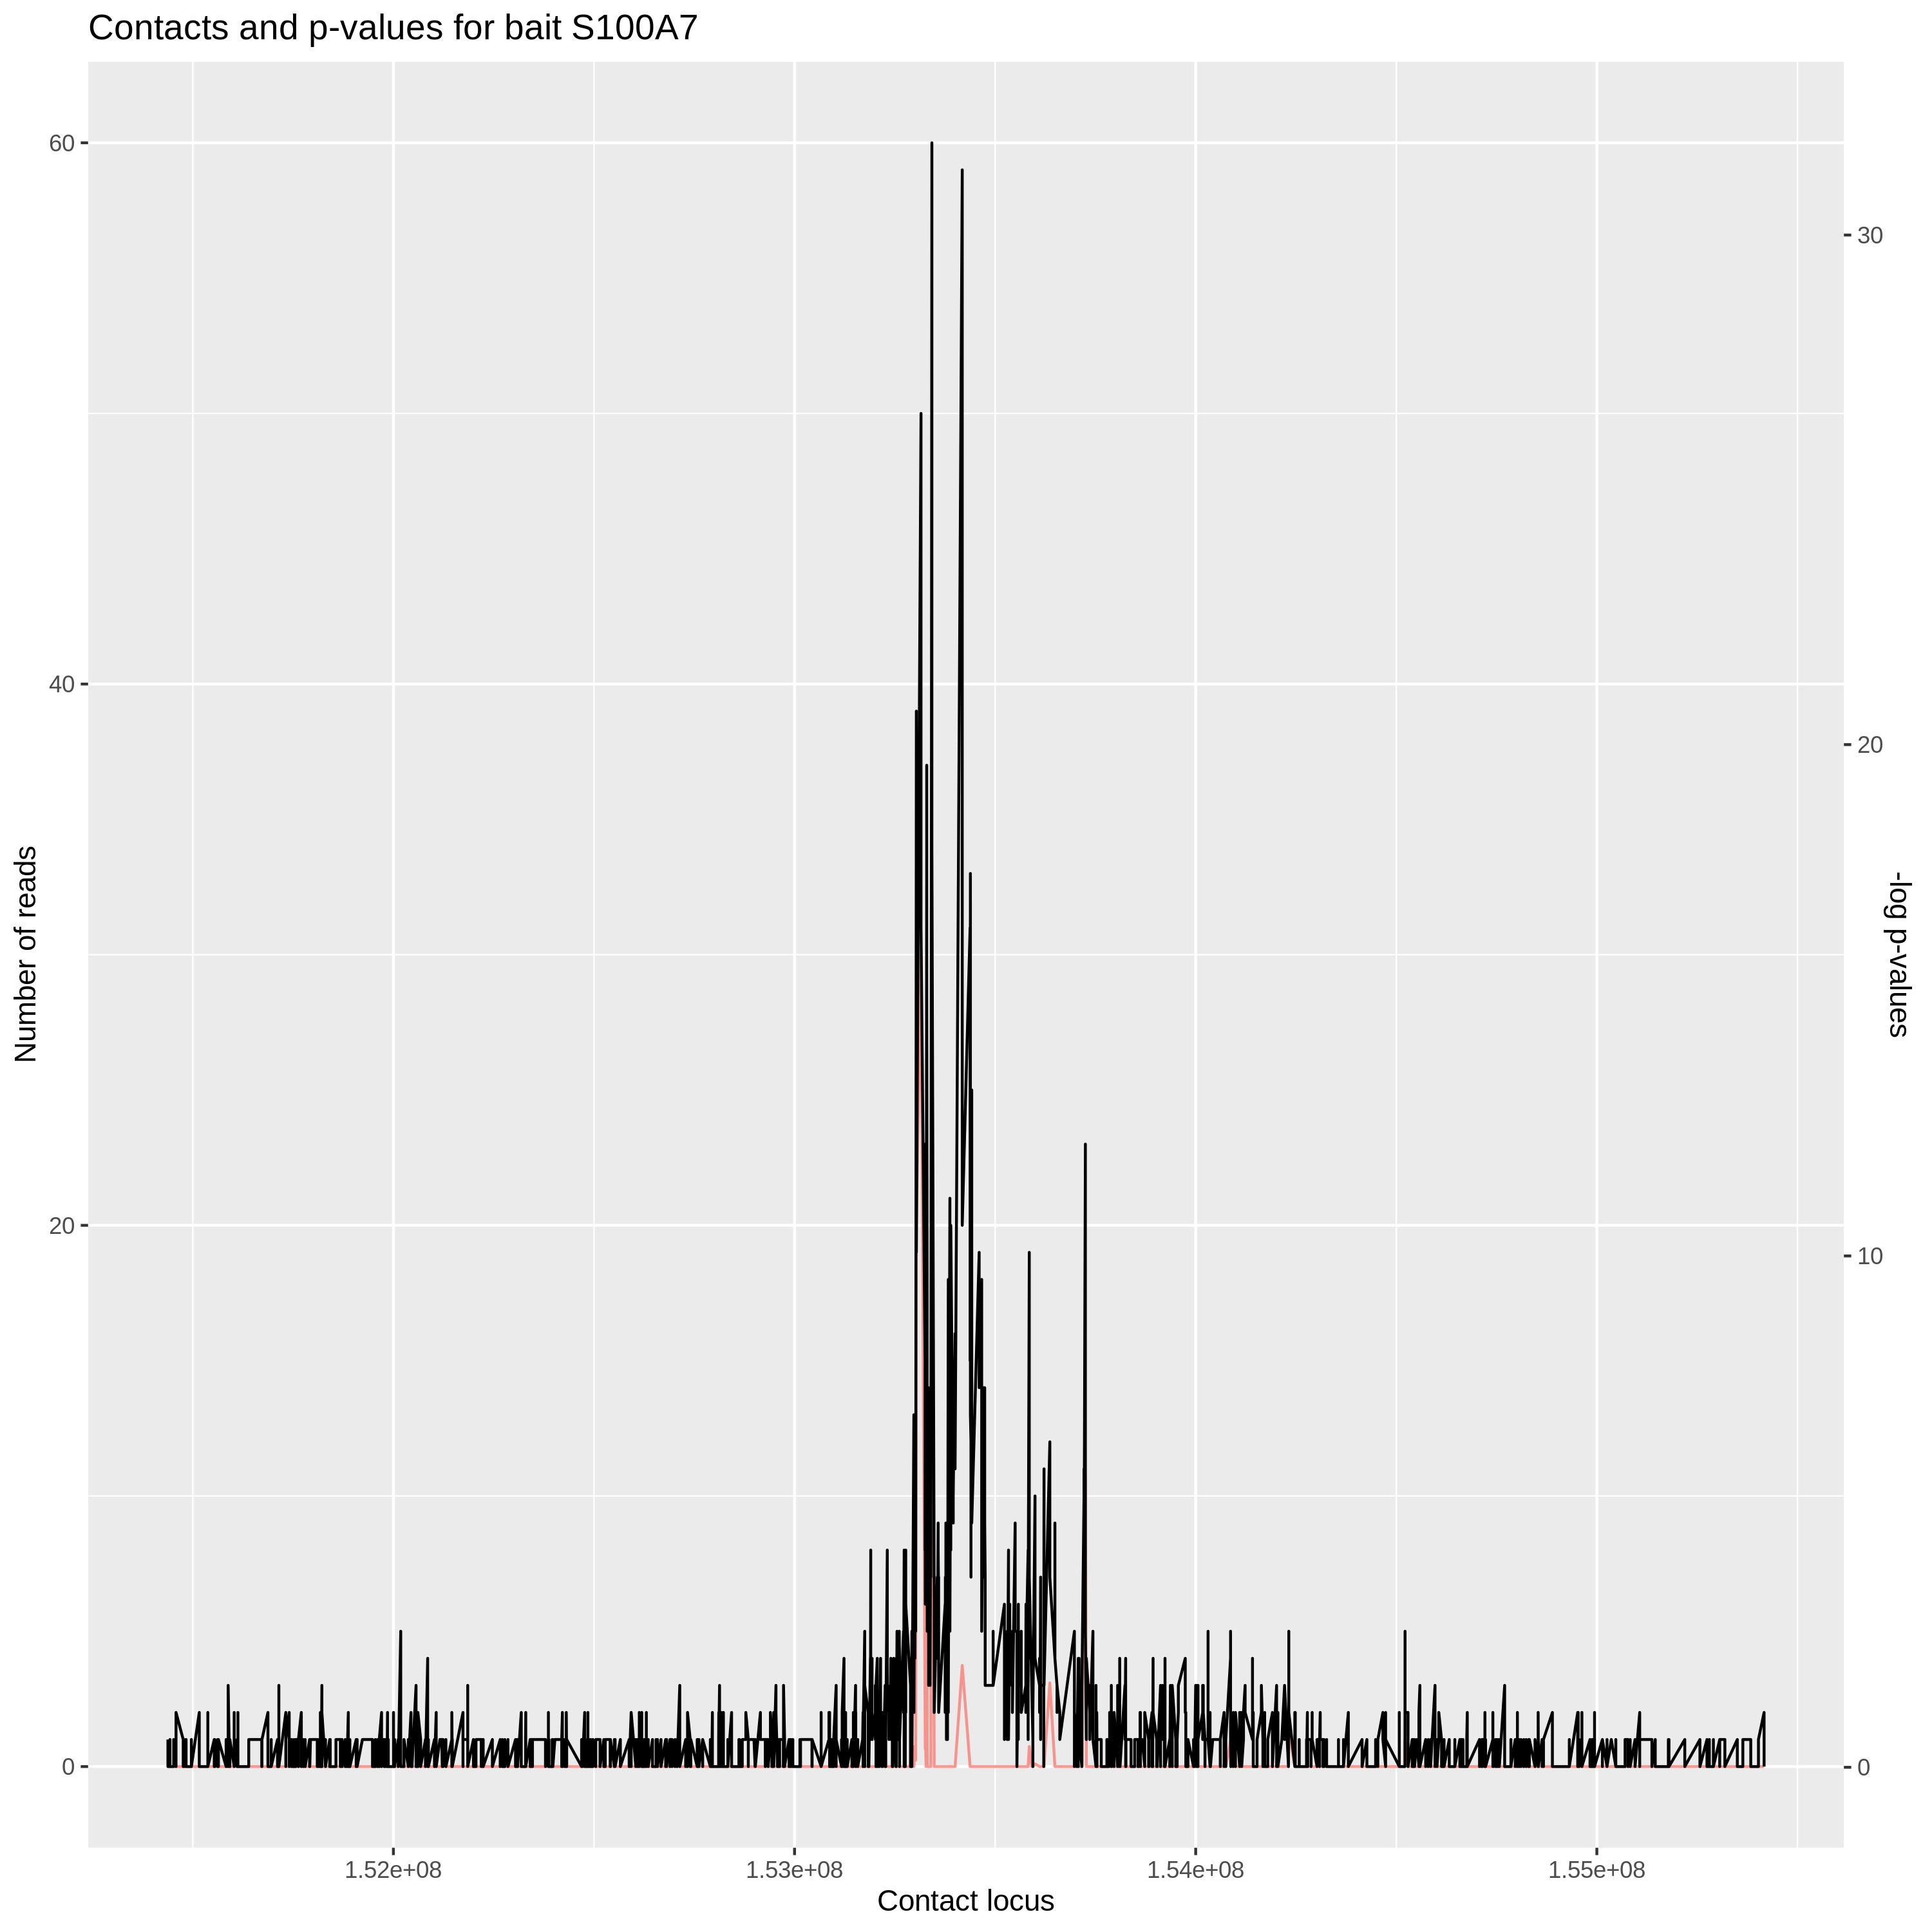 Contacts and p-values for bait S100A7
60
40
20
0
30
20
10
0
Number of reads
-log p-values
1.52e+08
1.53e+08
1.54e+08
1.55e+08
Contact locus